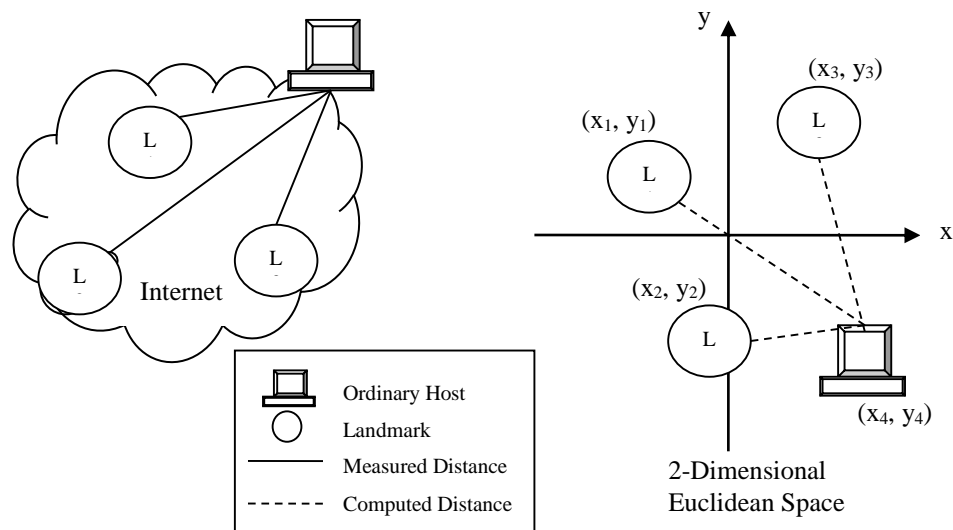 y
(x3, y3)
L
(x1, y1)
L
L
x
L
L
Internet
(x2, y2)
L
Ordinary Host
Landmark
Measured Distance
Computed Distance
(x4, y4)
2-Dimensional
Euclidean Space